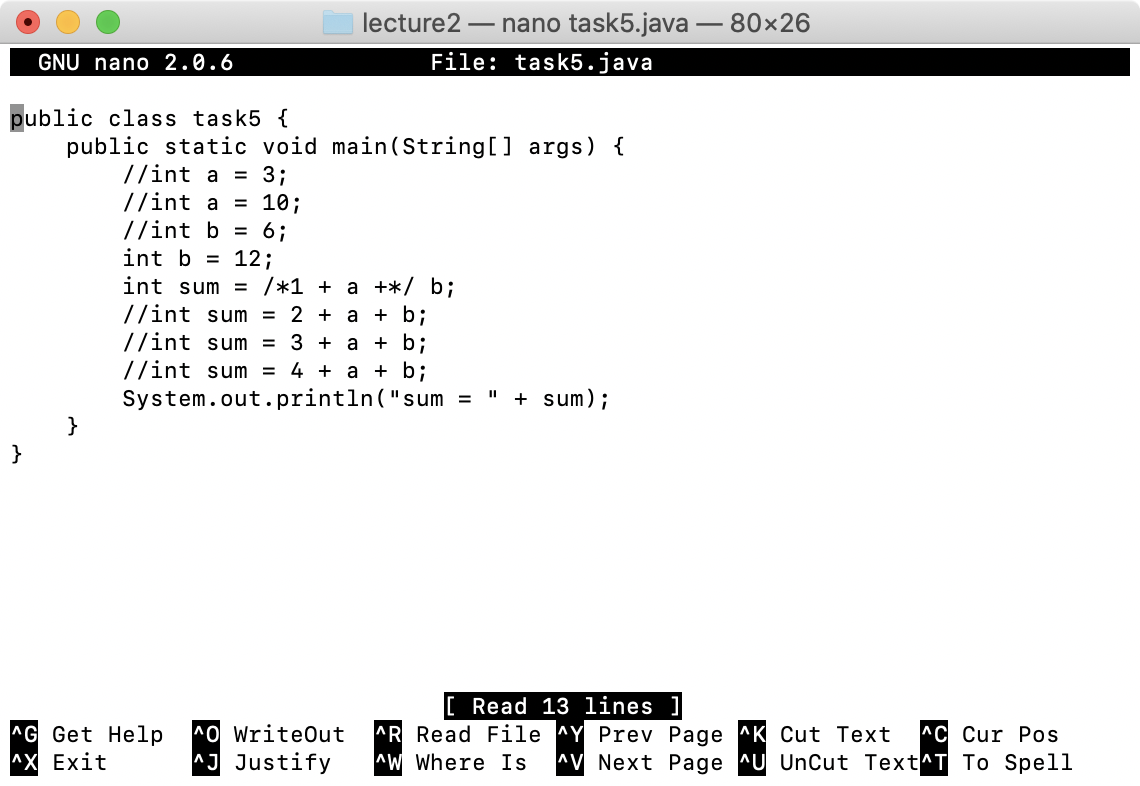 lecture2 — nano task5.java — 80×26
GNU nano 2.0.6 File: task5.java
public class task5 {
    public static void main(String[] args) {
        //int a = 3;
        //int a = 10;
        //int b = 6;
        int b = 12;
        int sum = /*1 + a +*/ b;
        //int sum = 2 + a + b;
        //int sum = 3 + a + b;
        //int sum = 4 + a + b;
        System.out.println("sum = " + sum);
    }
}
[ Read 13 lines ]
^G Get Help ^O WriteOut ^R Read File ^Y Prev Page ^K Cut Text ^C Cur Pos
^X Exit ^J Justify ^W Where Is ^V Next Page ^U UnCut Text ^T To Spell